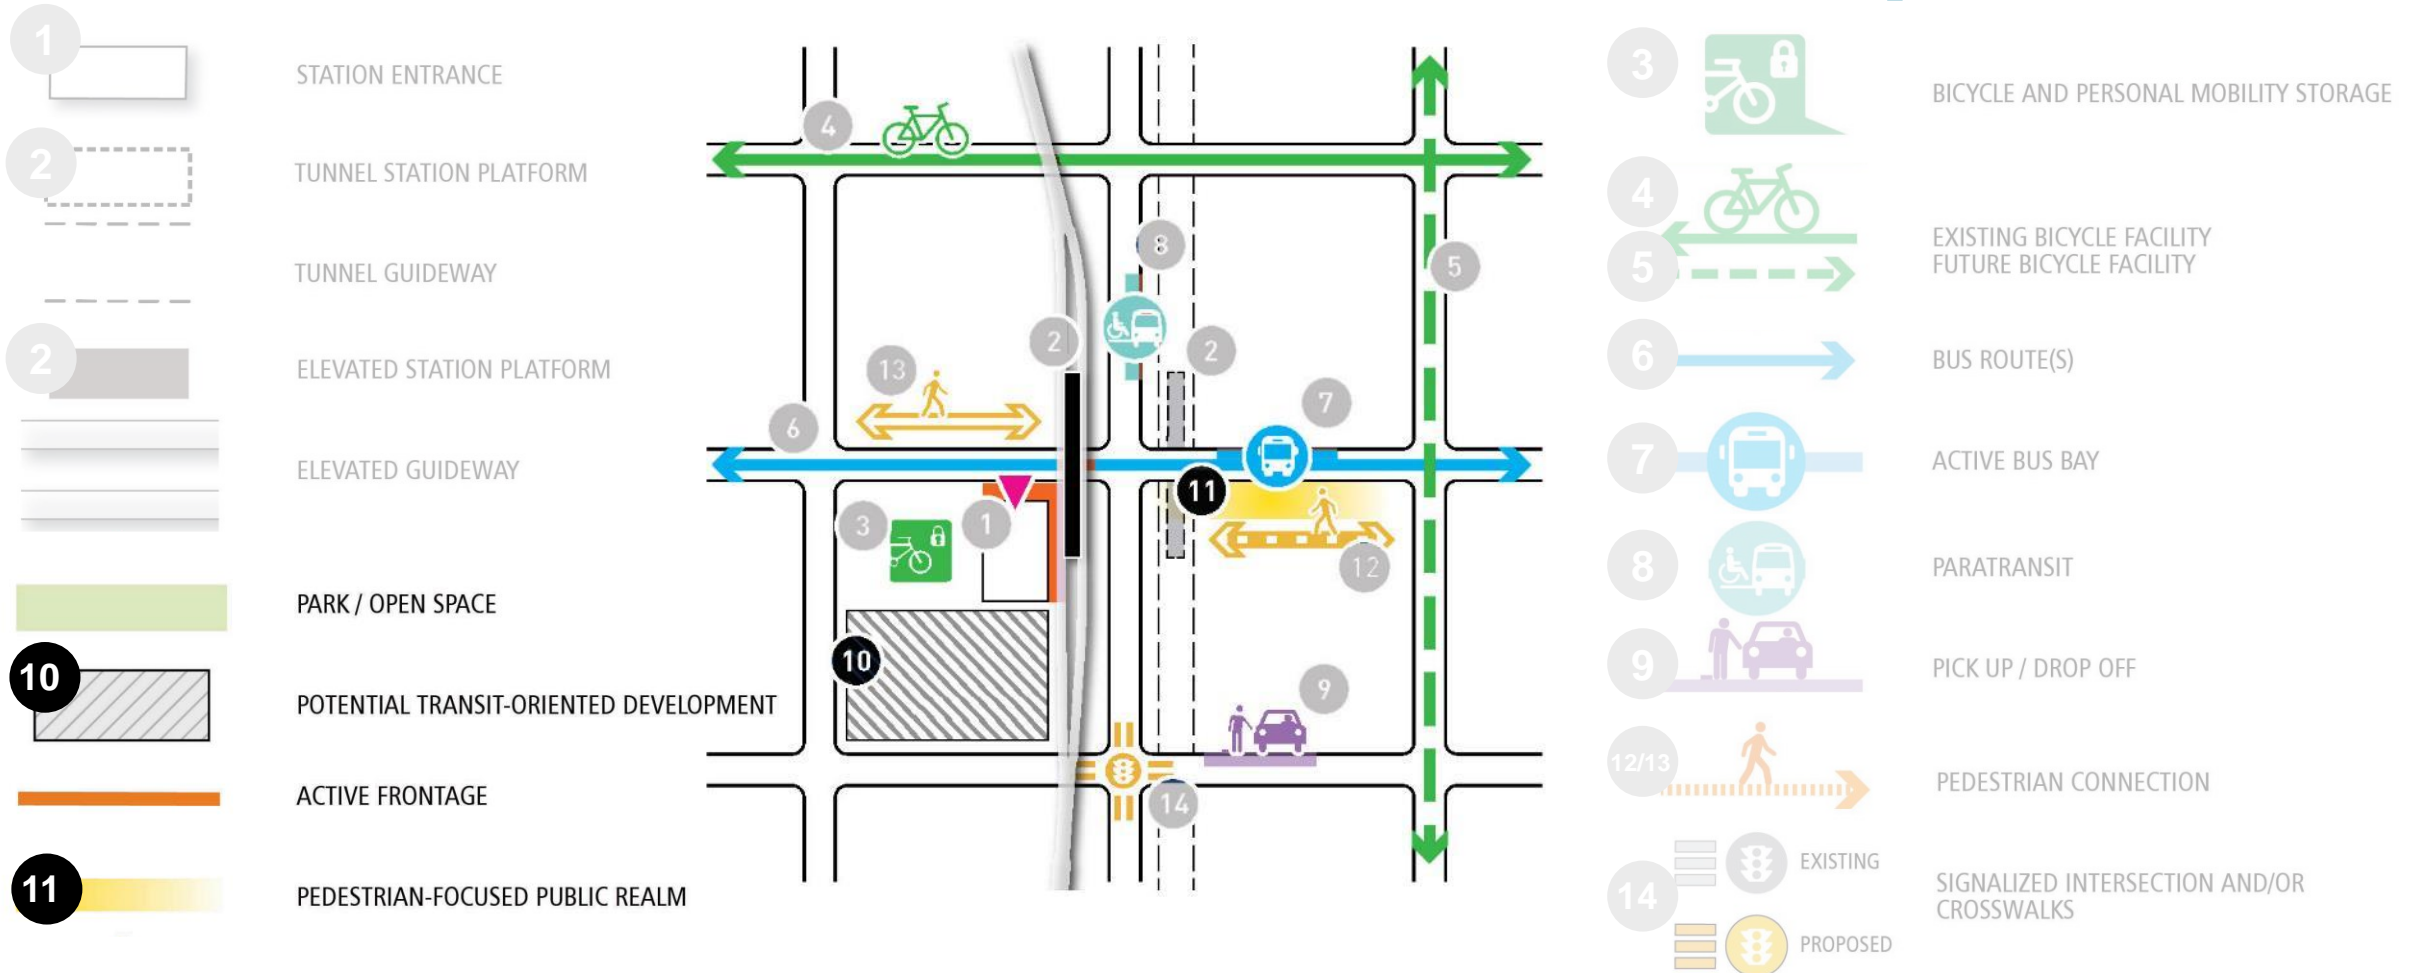 1
STATION ENTRANCE
2
TUNNEL STATION PLATFORM
TUNNEL GUIDEWAY
2
ELEVATED STATION PLATFORM
ELEVATED GUIDEWAY
PARK / OPEN SPACE
10
POTENTIAL TRANSIT-ORIENTED DEVELOPMENT
ACTIVE FRONTAGE
11
PEDESTRIAN-FOCUSED PUBLIC REALM
4
8
5
2
2
13
7
6
11
3
1
12
10
9
14
3
BICYCLE AND PERSONAL MOBILITY STORAGE
4
EXISTING BICYCLE FACILITY
5
FUTURE BICYCLE FACILITY
6
BUS ROUTE(S)
7
ACTIVE BUS BAY
8
PARATRANSIT
9
PICK UP / DROP OFF
12/13
PEDESTRIAN CONNECTION
14
EXISTING
PROPOSED
SIGNALIZED INTERSECTION AND/OR
CROSSWALKS